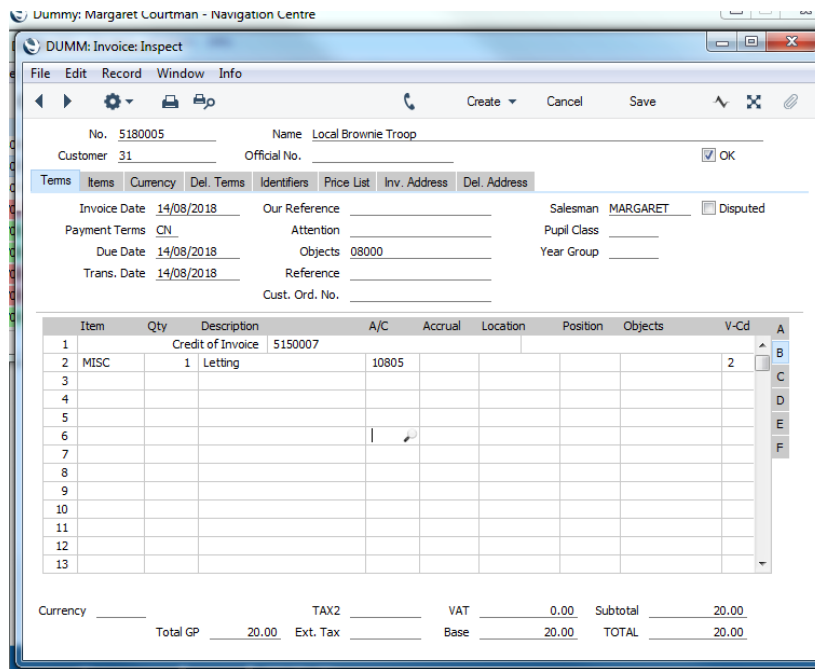 Dummy: Margaret Courtman - Navigation Centre
DUMM: Invoice: Inspect
File Edit Record Window Info
Create Cancel Save
No. 5180005 Name Local Brownie Troop
Customer 31 Official No. OK
Terms Items Currency Del. Terms Identifiers Price List Inv. Address Del. Address
Invoice Date 14/08/2018 Our Reference Salesman MARGARET Disputed
Payment Terms CN Attention Pupil Class
Due Date 14/08/2018 Objects 08000 Year Group
Trans. Date 14/08/2018 Reference
Cust. Ord. No.
Item Qty Description A/C Accrual Location Position Objects V-Cd A
1 Credit of Invoice 5150007
B
2 MISC 1 Letting 10805 2
3 C
4 D
5 E
6 F
7
8
9
10
11
12
13
Currency TAX2 VAT 0.00 Subtotal 20.00
Total GP 20.00 Ext. Tax Base 20.00 TOTAL 20.00